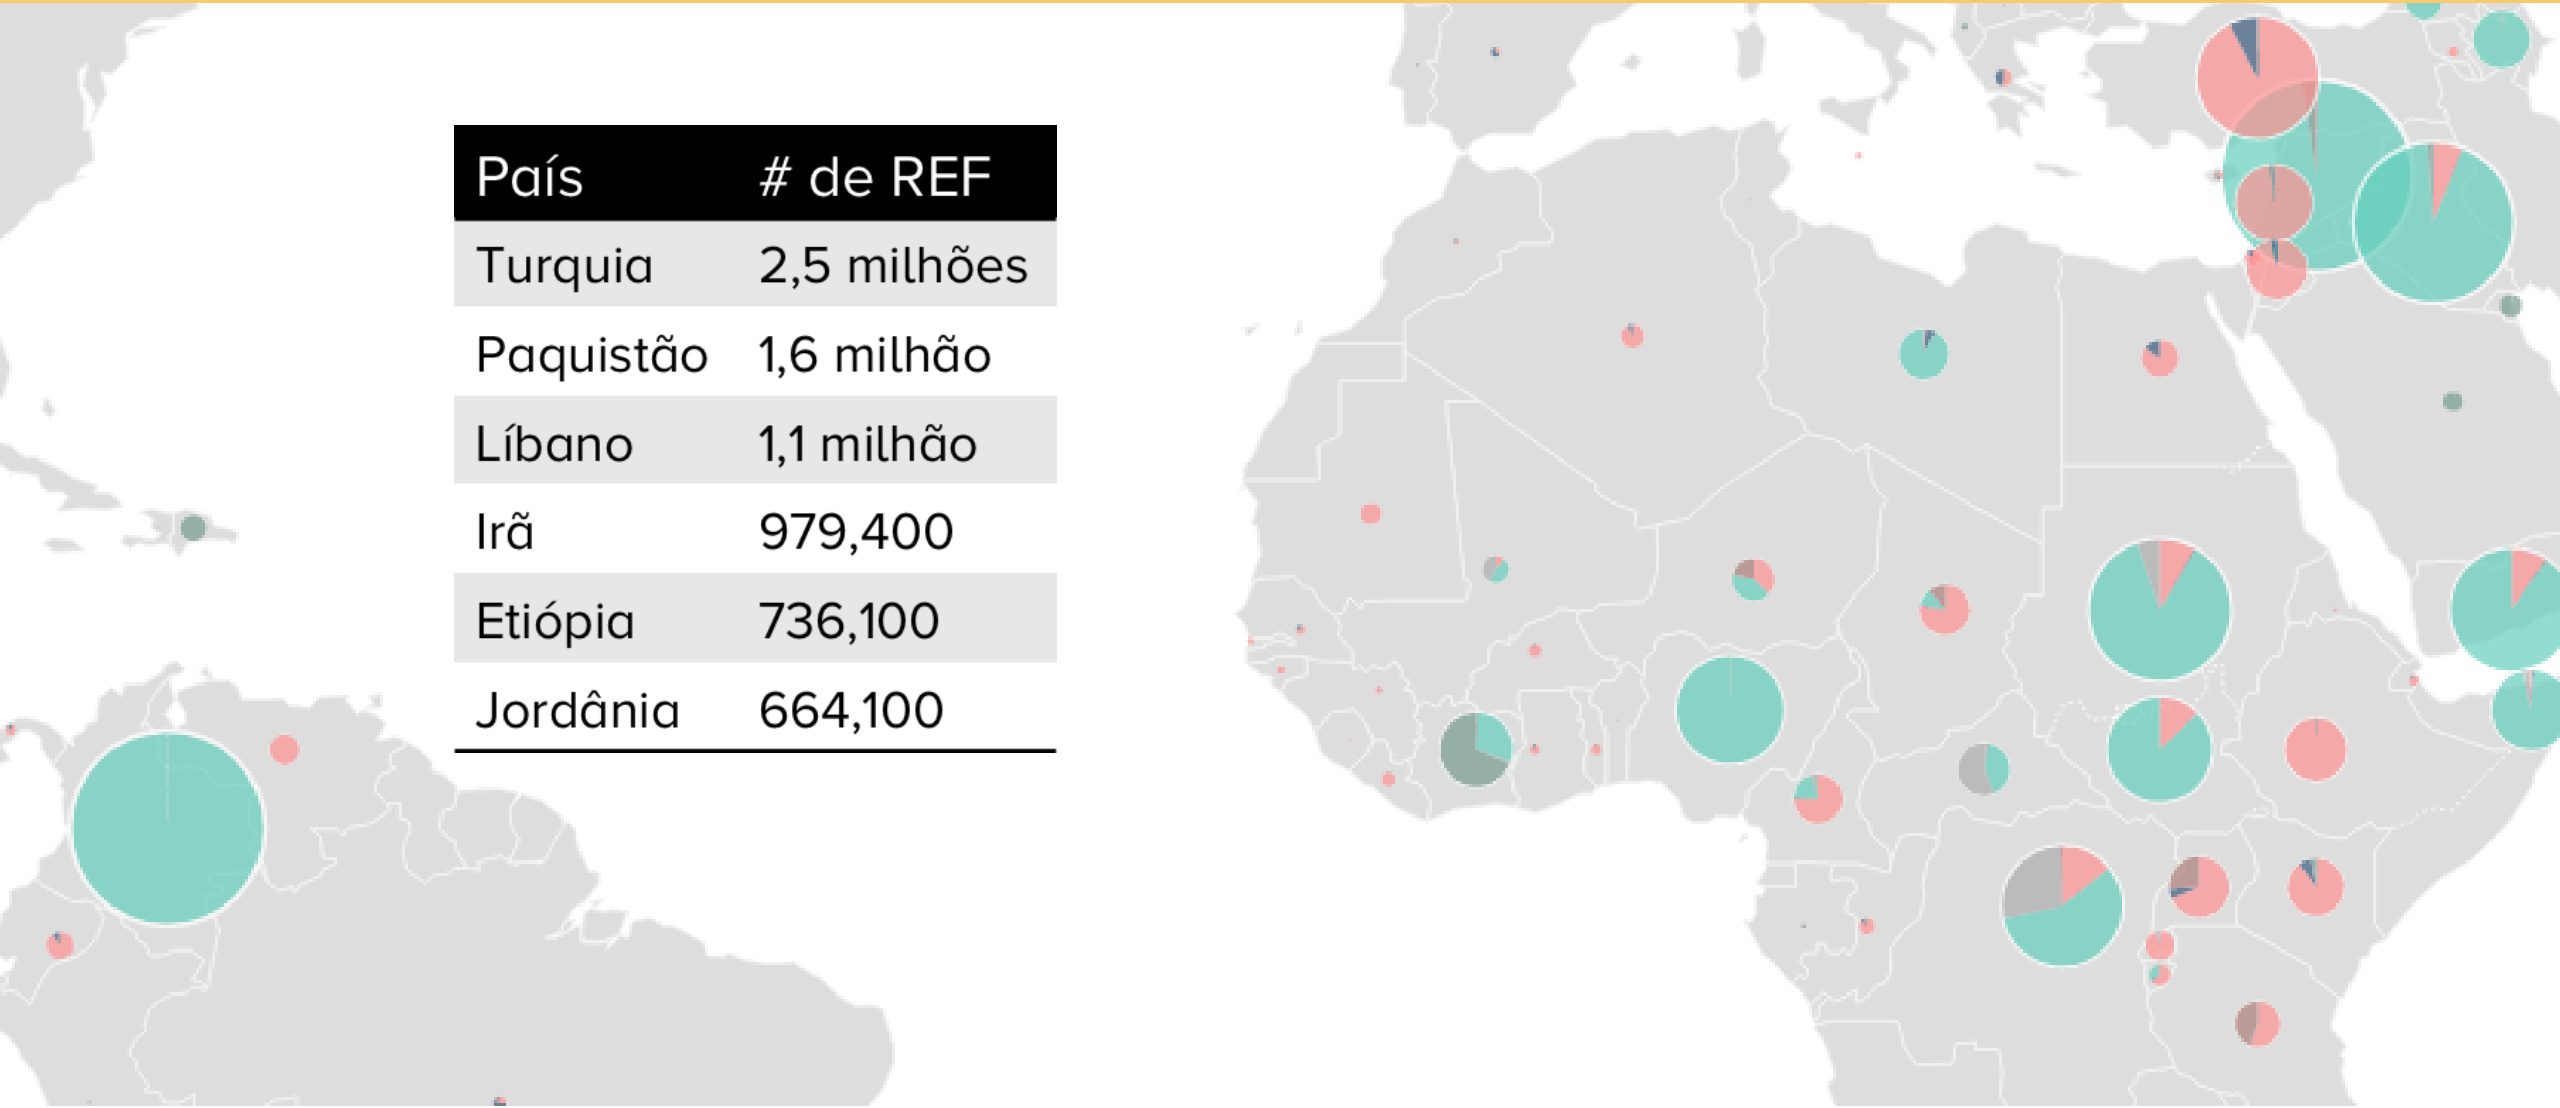 País # de REF
Turquia 2,5 milhões
Paquistão 1,6 milhão
Líbano 1,1 milhão
Irã 979,400
Etiópia 736,100
Jordânia 664,100